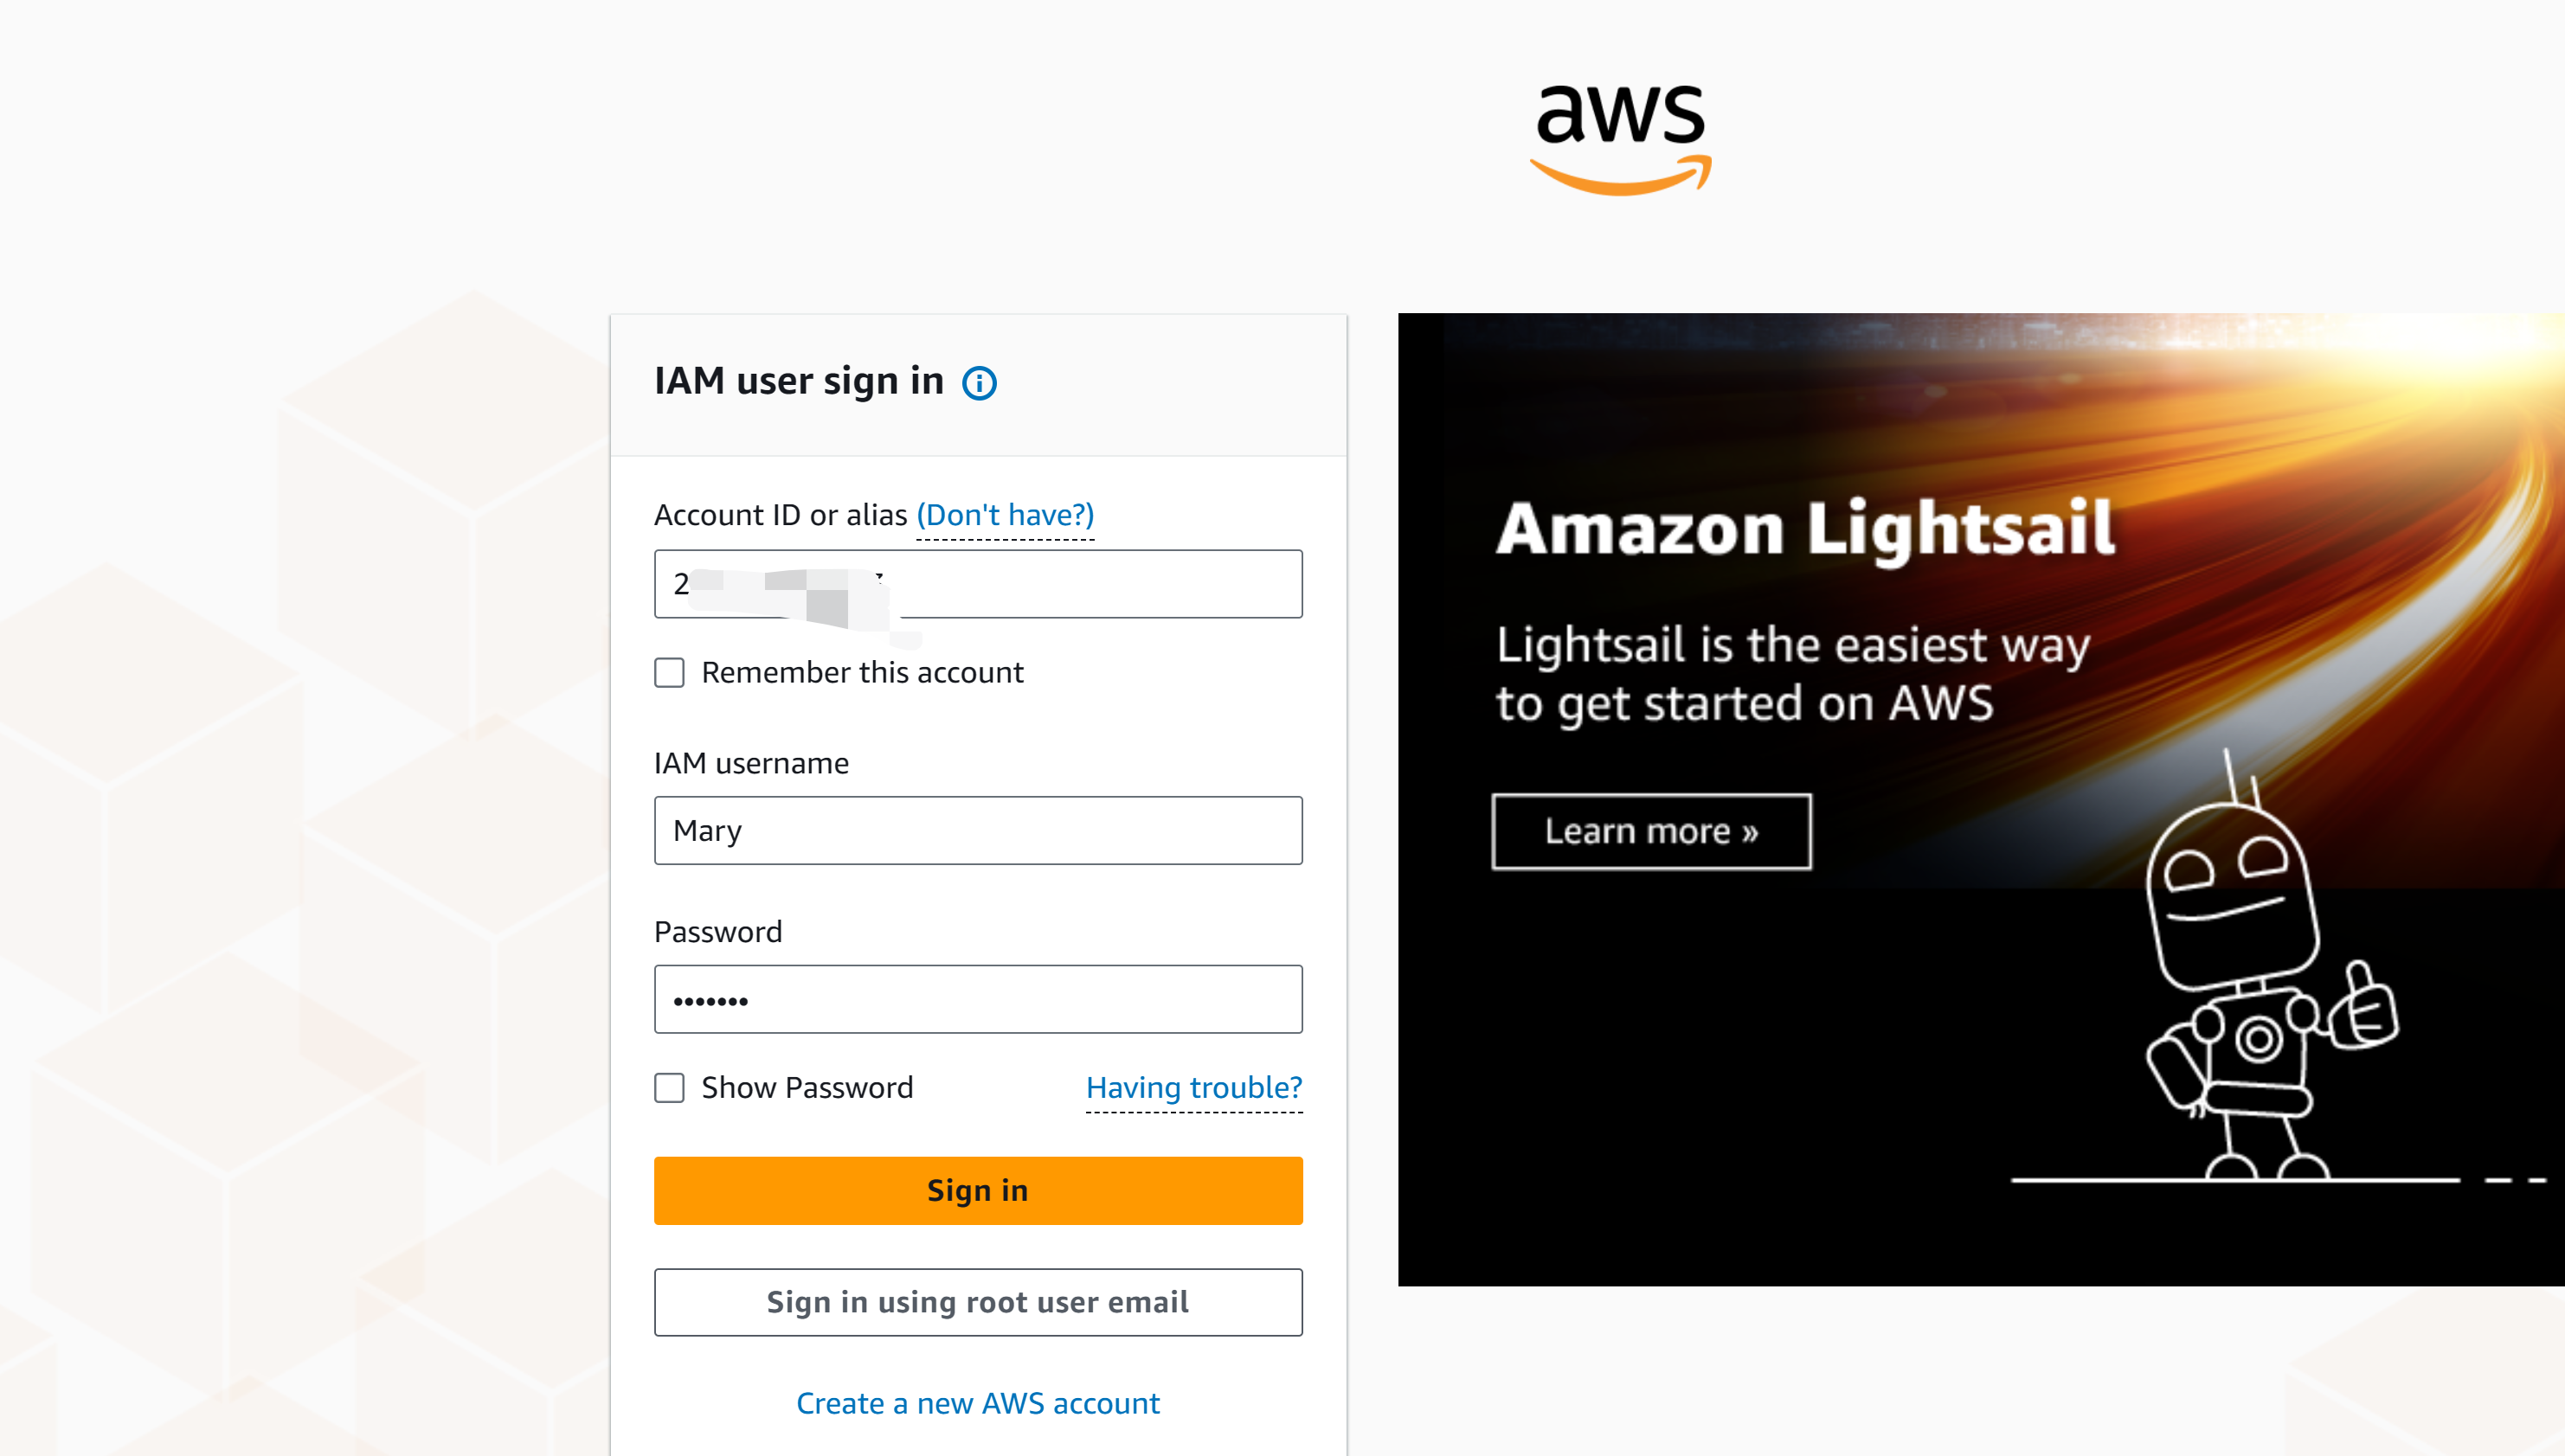 aws
IAM user sign in
Account ID or alias (Don't have?)
2
Remember this account
IAM username
Mary
Password
•••••••
Show Password Having trouble?
Sign in
Sign in using root user email
Create a new AWS account
Amazon Lightsail
Lightsail is the easiest way
to get started on AWS
Learn more »